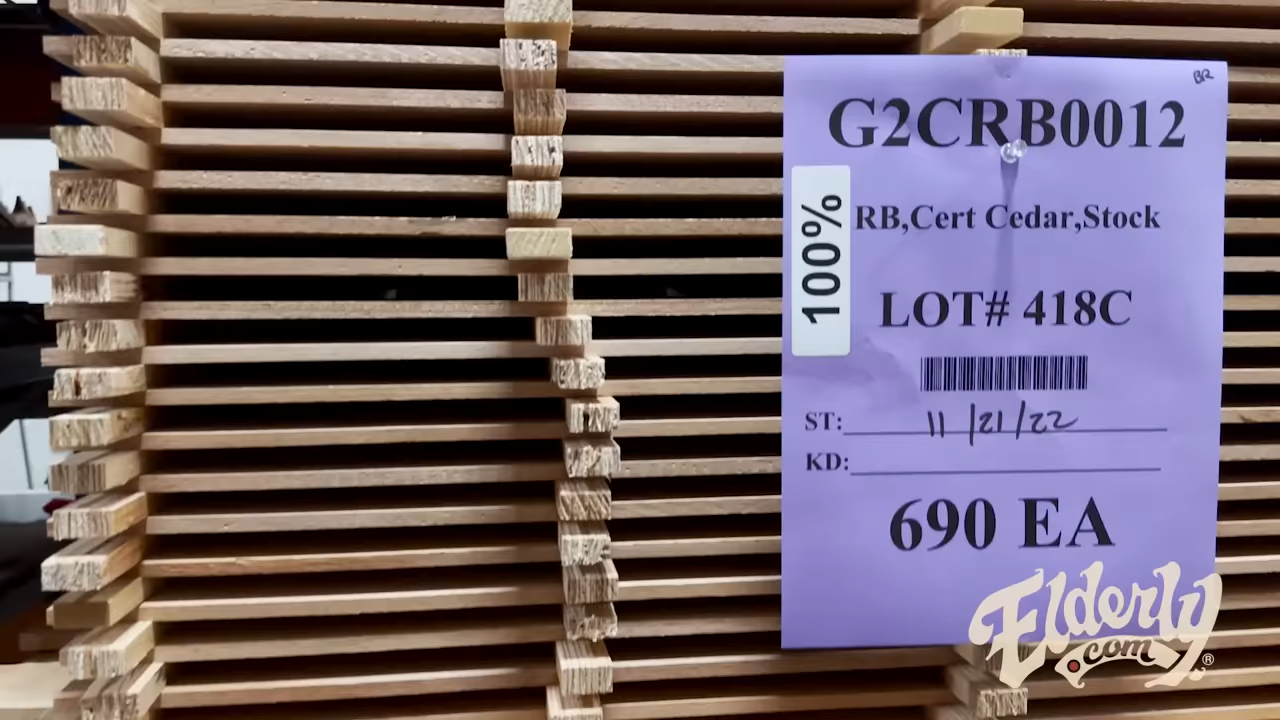 BR
G2CRB0012
100%
RB,Cert Cedar,Stock
LOT# 418C
ST: 11/21/22
KD:
690 EA
Elderly
.com®